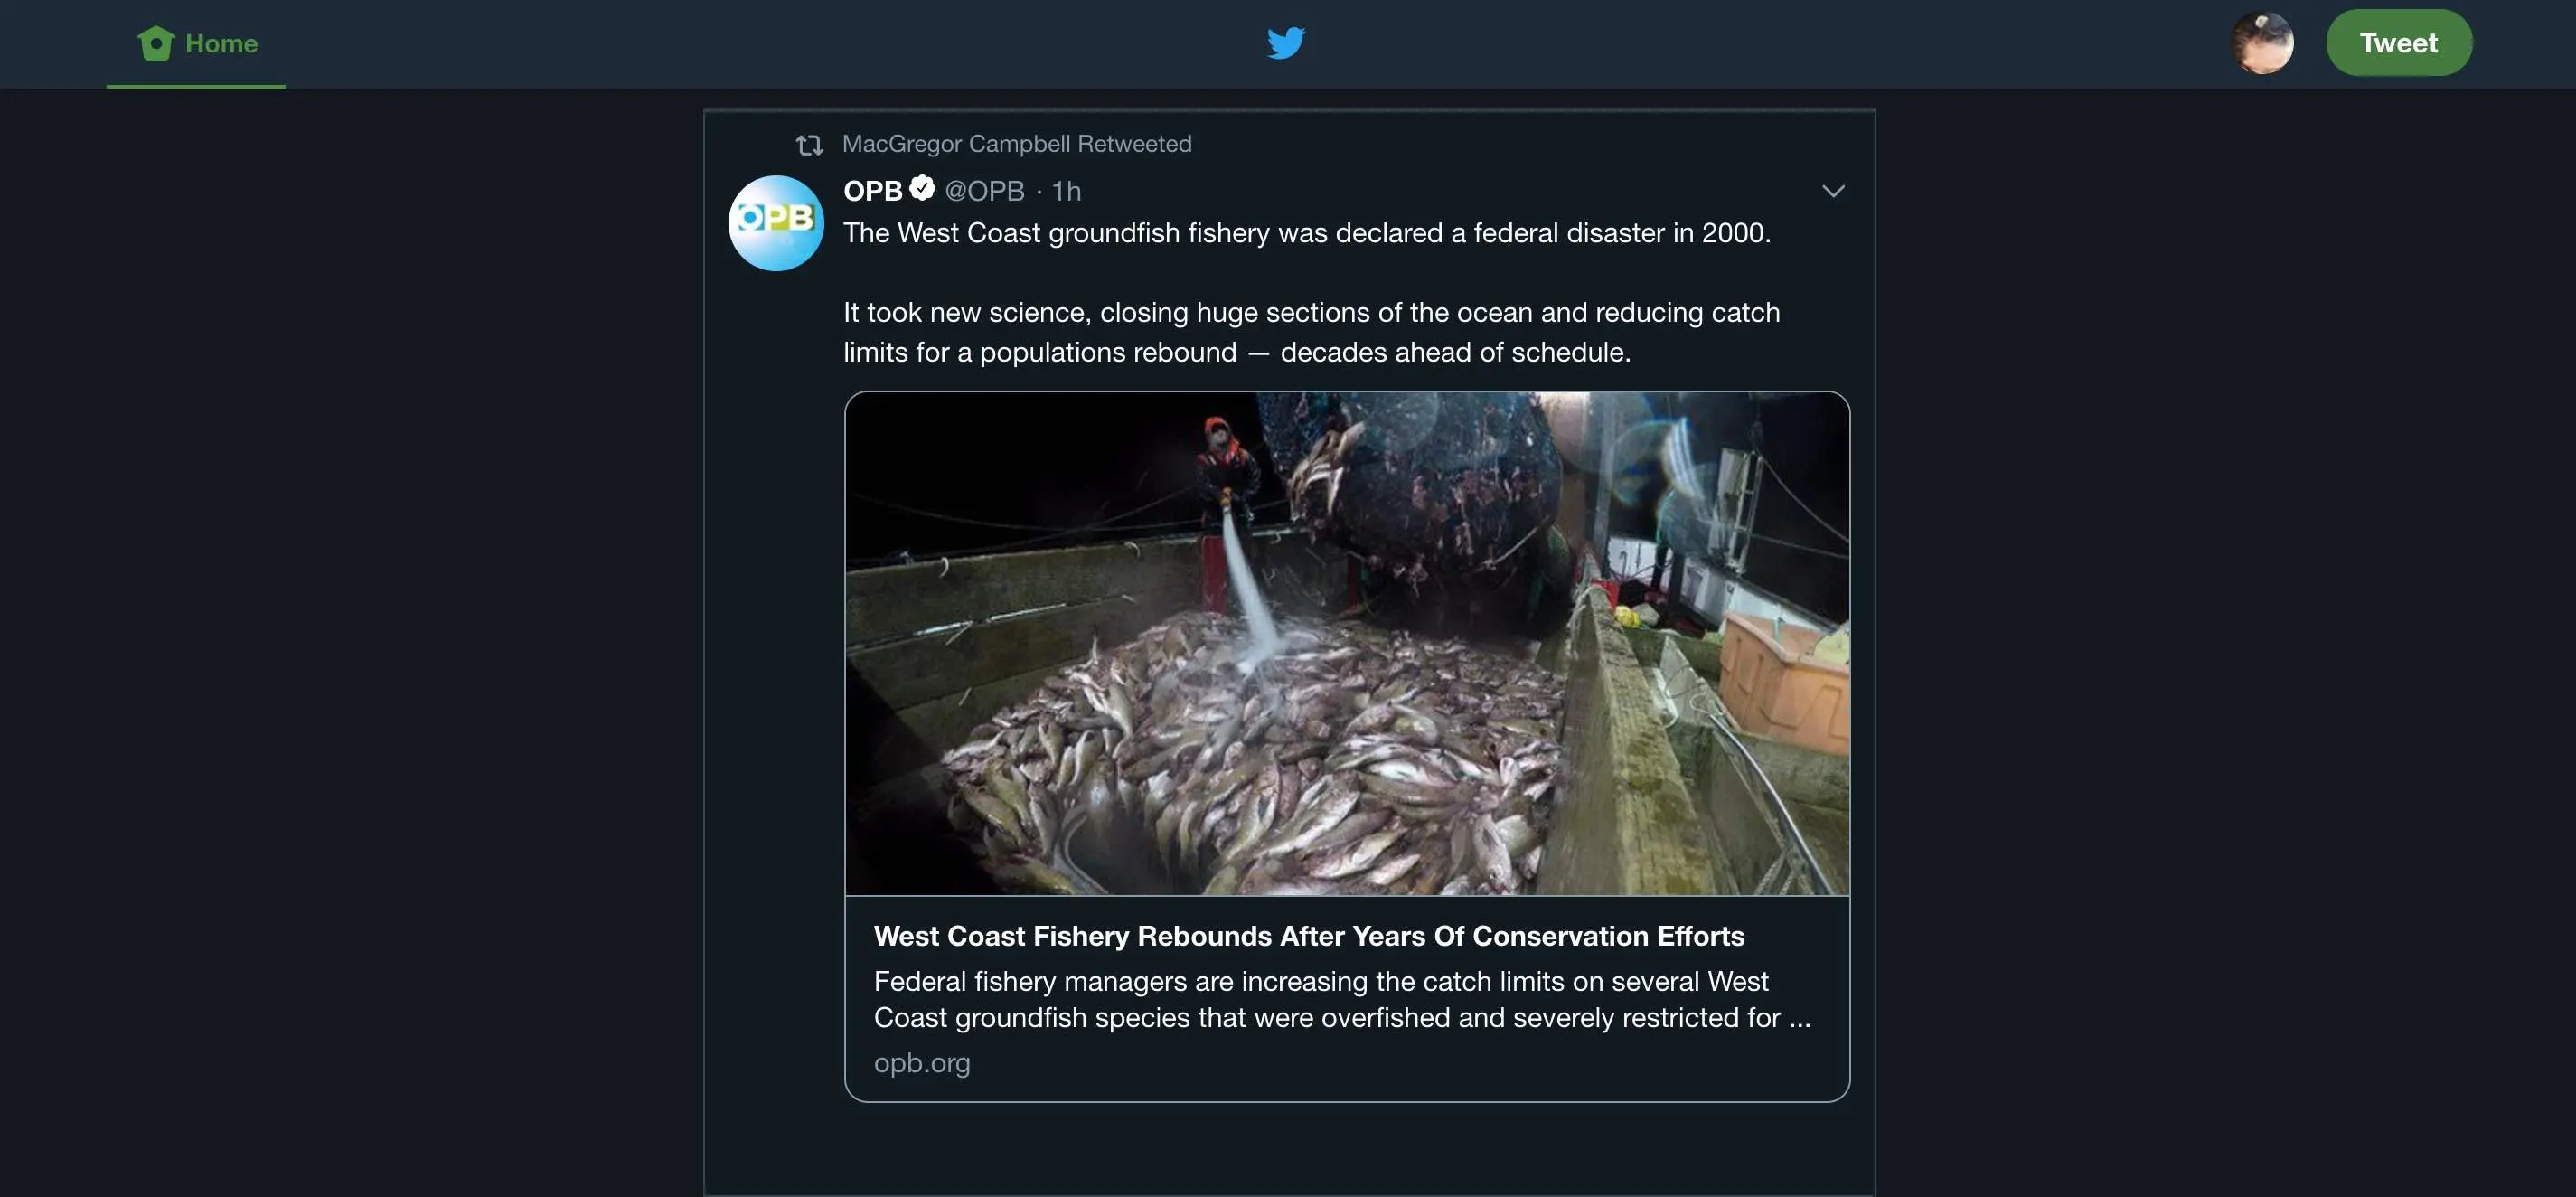 Home
Tweet
MacGregor Campbell Retweeted
OPB
OPB @OPB · 1h
The West Coast groundfish fishery was declared a federal disaster in 2000.
It took new science, closing huge sections of the ocean and reducing catch
limits for a populations rebound — decades ahead of schedule.
West Coast Fishery Rebounds After Years Of Conservation Efforts
Federal fishery managers are increasing the catch limits on several West
Coast groundfish species that were overfished and severely restricted for ...
opb.org